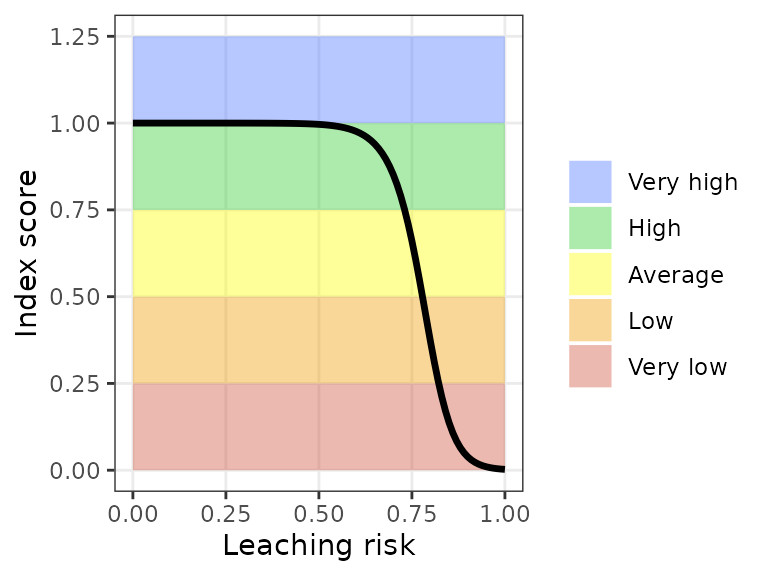 1.25
1.00
0.75
0.50
0.25
0.00
Index score
0.00 0.25 0.50 0.75 1.00
Leaching risk
Very high
High
Average
Low
Very low